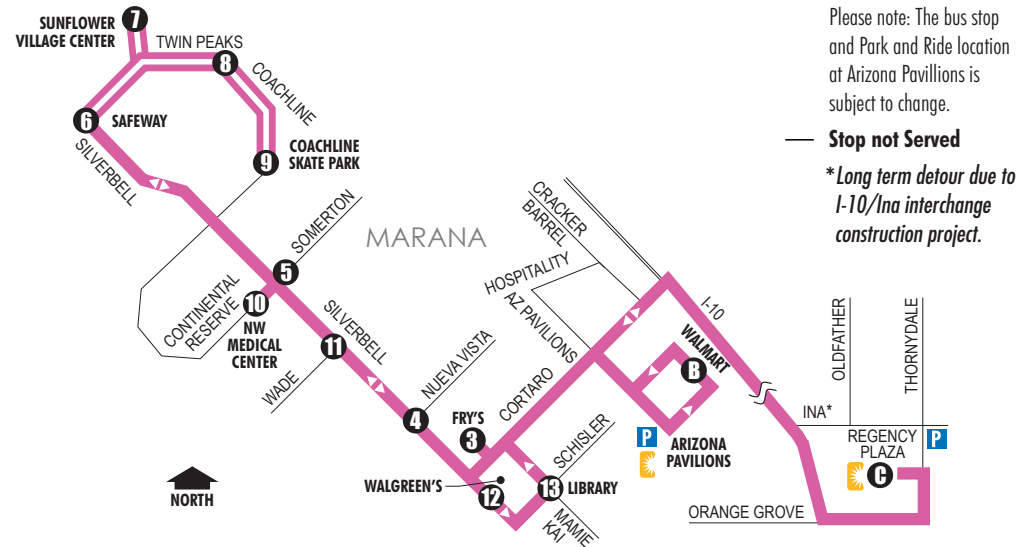 SUNFLOWER
VILLAGE CENTER
7
TWIN PEAKS
8
COACHLINE
6
SAFEWAY
COACHLINE
SKATE PARK
9
SILVERBELL
SOMERTON
5
MARANA
CONTINENTAL
RESERVE
10
NW
MEDICAL
CENTER
SILVERBELL
11
WADE
NUEVA VISTA
4
FRY'S
3
CORTARO
WALGREEN'S
12
13
LIBRARY
SCHISLER
MAMIE
KAI
NORTH
CRACKER
BARREL
HOSPITALITY
AZ PAVILIONS
I-10
WALMART
B
P
ARIZONA
PAVILIONS
OLDFATHER
THORNYDALE
INA*
REGENCY
PLAZA
P
C
ORANGE GROVE
Please note: The bus stop
and Park and Ride location
at Arizona Pavillions is
subject to change.
— Stop not Served
*Long term detour due to
I-10/Ina interchange
construction project.